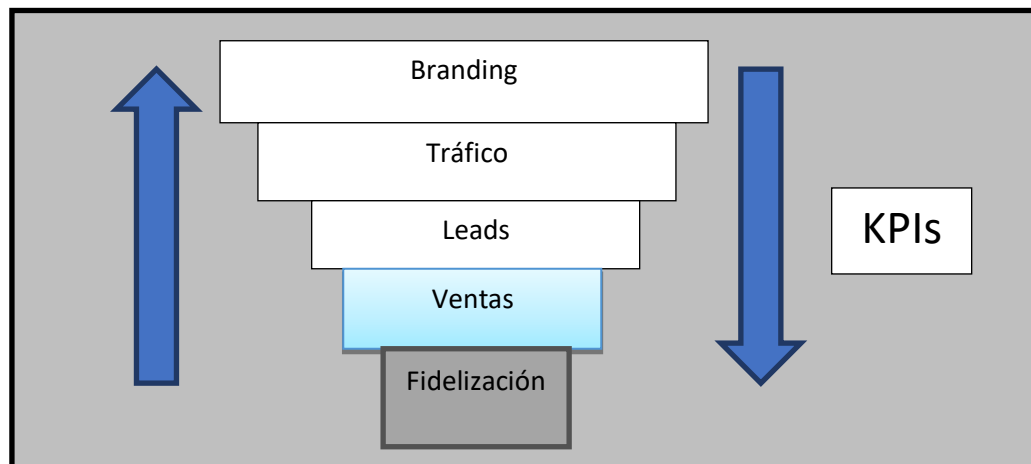 Branding
Tráfico
Leads
KPIs
Ventas
Fidelización